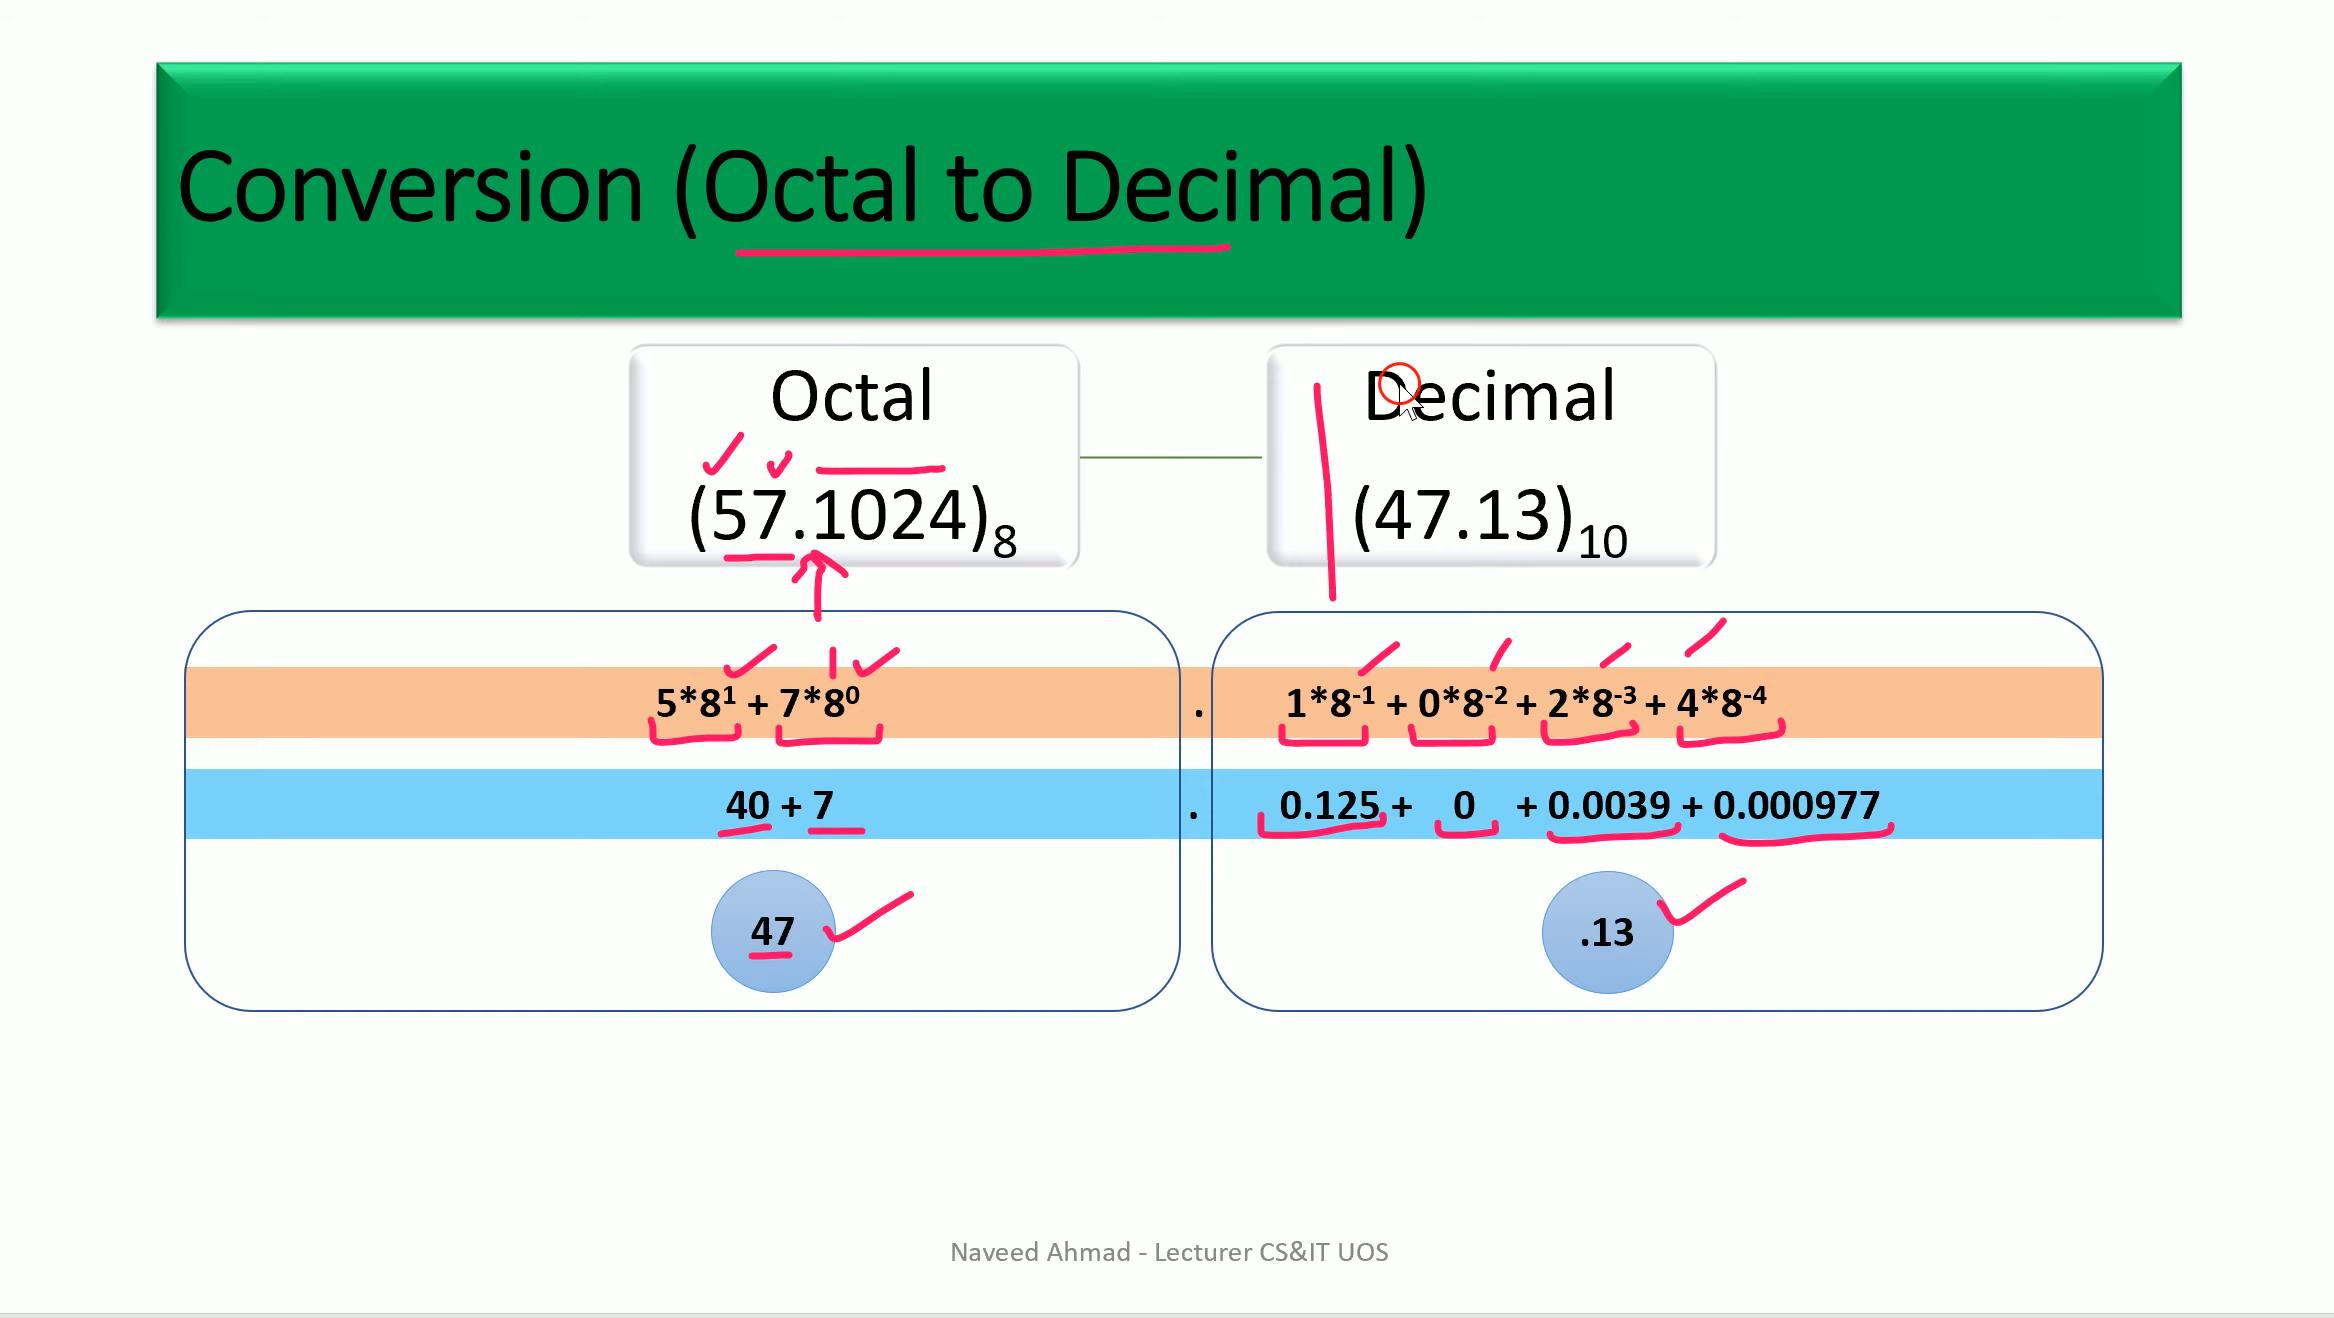 Conversion (Octal to Decimal)
Octal
(57.1024)₈
Decimal
(47.13)₁₀
5*8¹ + 7*8⁰ . 1*8⁻¹ + 0*8⁻² + 2*8⁻³ + 4*8⁻⁴
40 + 7 . 0.125 + 0 + 0.0039 + 0.000977
47
.13
Naveed Ahmad - Lecturer CS&IT UOS